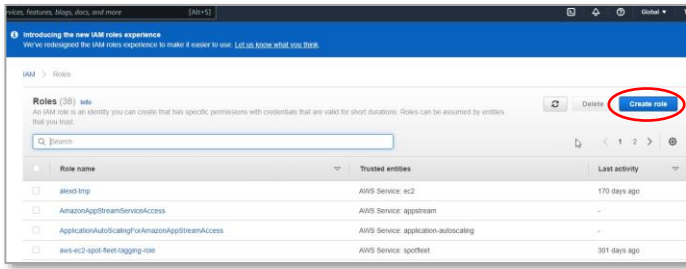 rvices, features, blogs, docs, and more [Alt+S] Global
Introducing the new IAM roles experience
We've redesigned the IAM roles experience to make it easier to use. Let us know what you think.
IAM > Roles
Roles (38) Info
An IAM role is an identity you can create that has specific permissions with credentials that are valid for short durations. Roles can be assumed by entities
that you trust.
Delete Create role
Search
1 2
Role name Trusted entities Last activity
alexd-tmp AWS Service: ec2 170 days ago
AmazonAppStreamServiceAccess AWS Service: appstream -
ApplicationAutoScalingForAmazonAppStreamAccess AWS Service: application-autoscaling -
aws-ec2-spot-fleet-tagging-role AWS Service: spotfleet 301 days ago